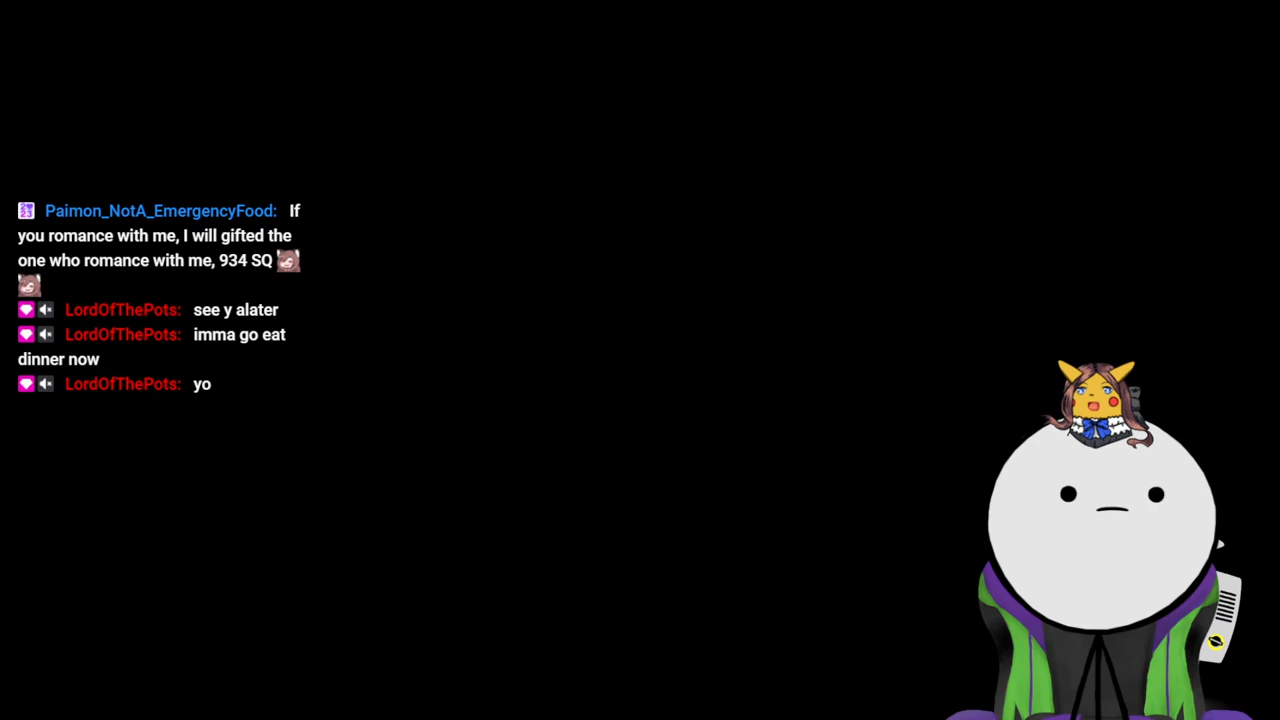 Paimon_NotA_EmergencyFood: If
you romance with me, I will gifted the
one who romance with me, 934 SQ
LordOfThePots: see y alater
LordOfThePots: imma go eat
dinner now
LordOfThePots: yo